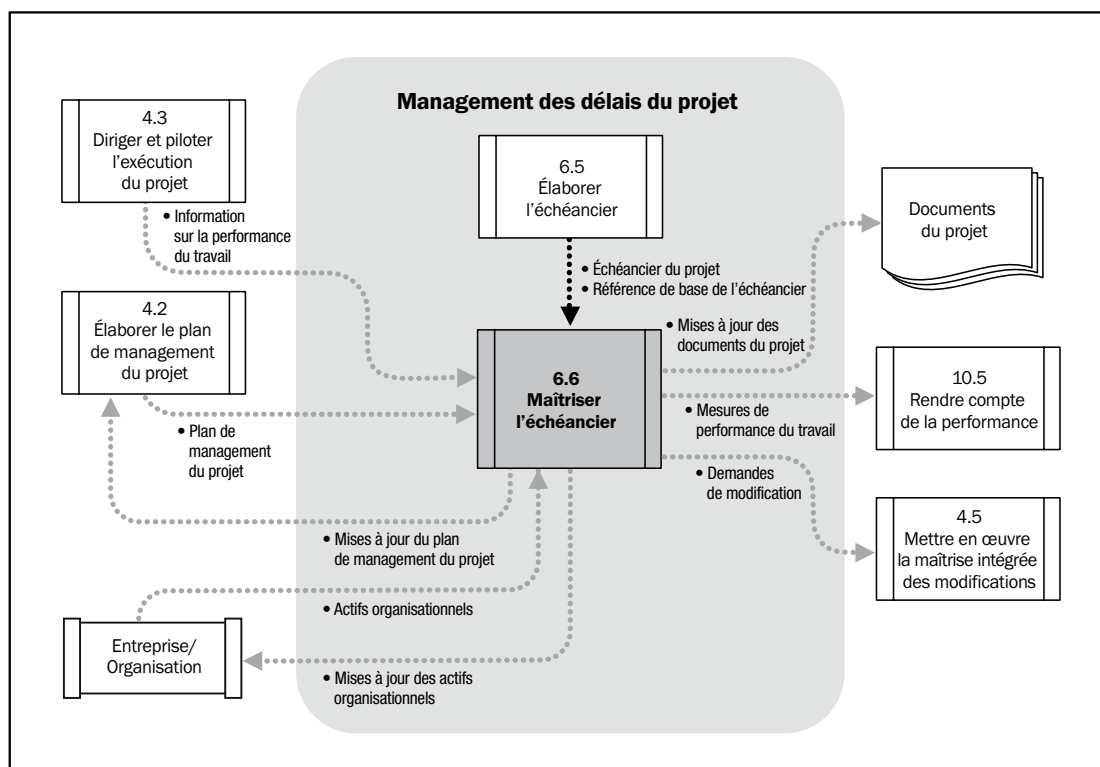 Management des délais du projet
4.3
Diriger et piloter
l’exécution
du projet
• Information
sur la performance
du travail
4.2
Élaborer le plan
de management
du projet
• Plan de
management
du projet
6.5
Élaborer
l’échéancier
• Échéancier du projet
• Référence de base de l’échéancier
6.6
Maîtriser
l’échéancier
• Mises à jour des
documents du projet
Documents
du projet
• Mesures de
performance du travail
10.5
Rendre compte
de la performance
• Demandes
de modification
4.5
Mettre en œuvre
la maîtrise intégrée
des modifications
• Mises à jour du plan
de management du projet
• Actifs organisationnels
Entreprise/
Organisation
• Mises à jour des actifs
organisationnels